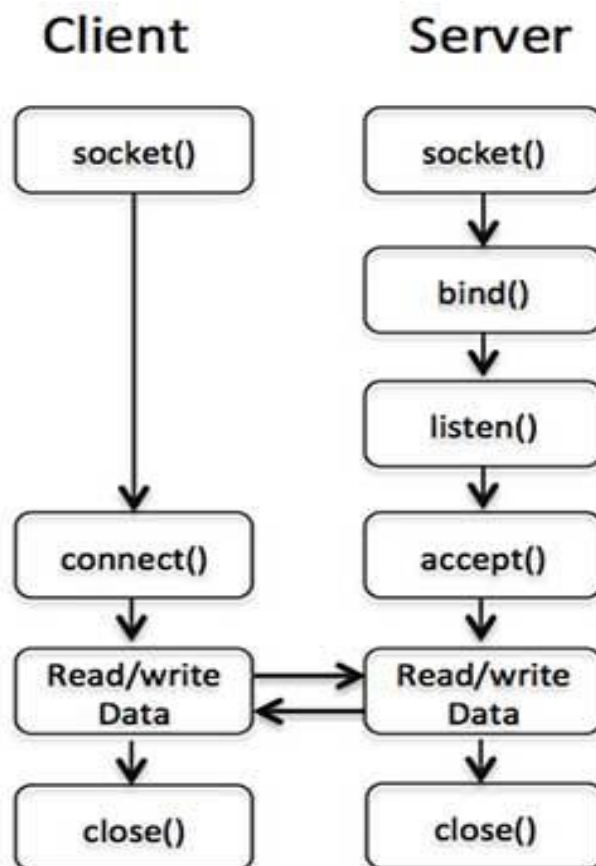 Client
Server
socket()
socket()
bind()
listen()
connect()
accept()
Read/write
Data
Read/write
Data
close()
close()